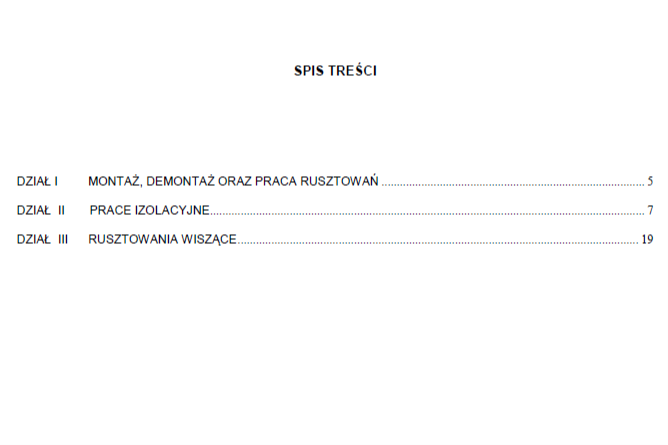 SPIS TREŚCI
DZIAŁ I MONTAŻ, DEMONTAŻ ORAZ PRACA RUSZTOWAŃ ........................................ 5
DZIAŁ II PRACE IZOLACYJNE........................................ 7
DZIAŁ III RUSZTOWANIA WISZĄCE........................................ 19